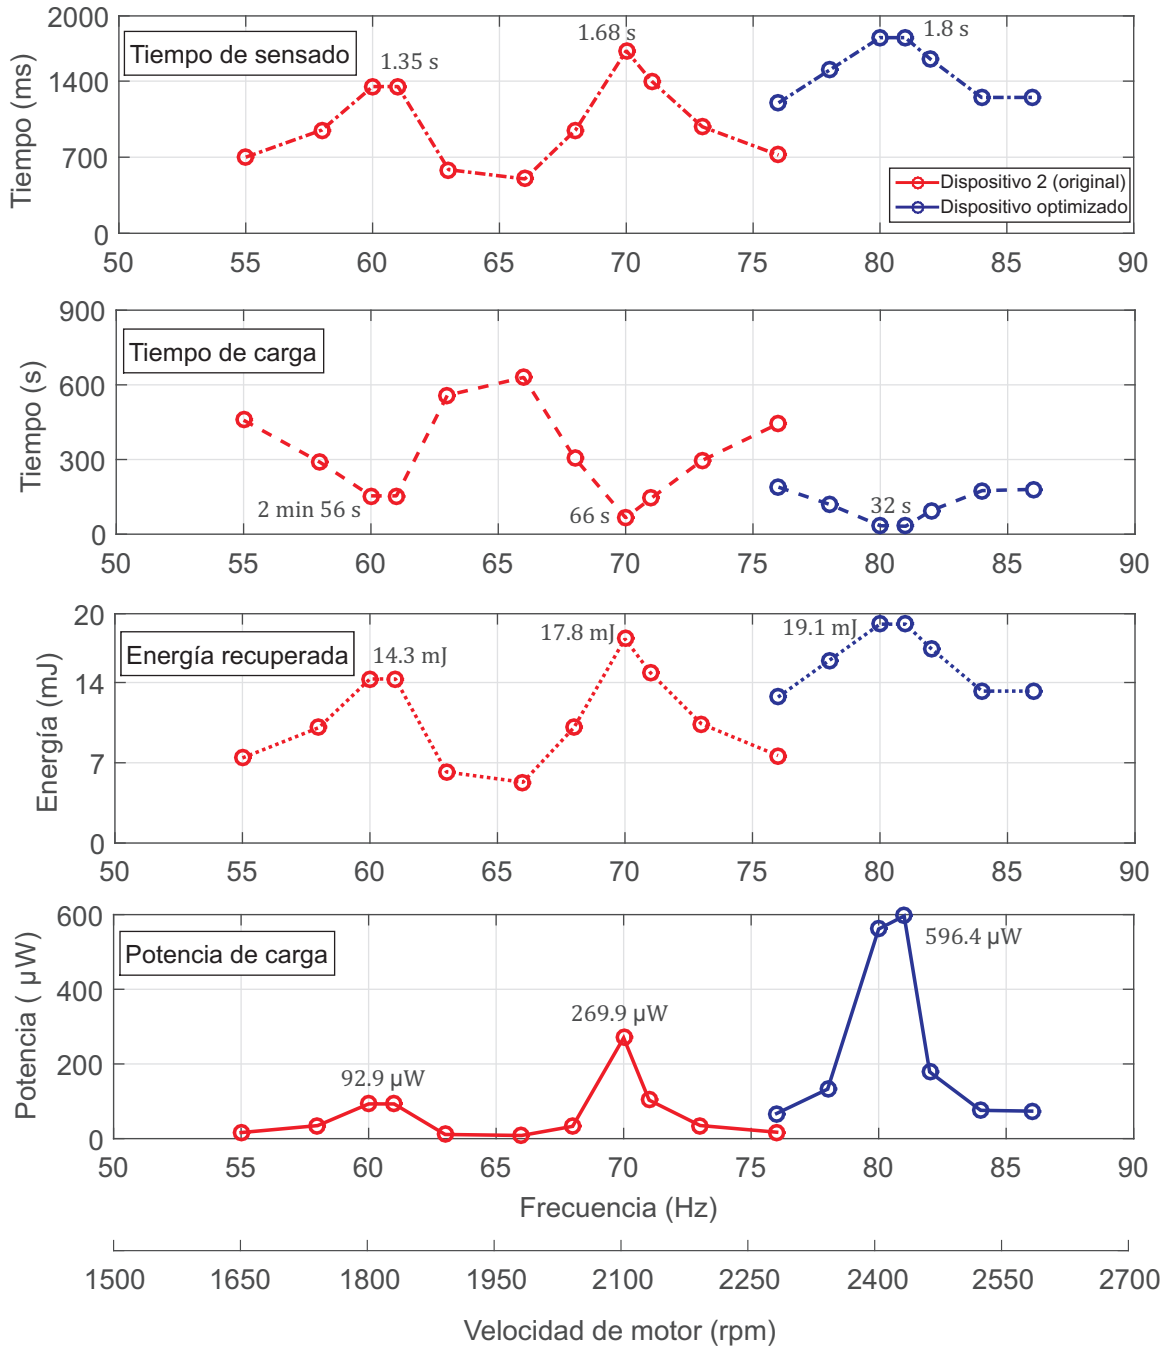 2000
1400
700
0
Tiempo (ms)
Tiempo de sensado
1.35 s
1.68 s
1.8 s
Dispositivo 2 (original)
Dispositivo optimizado
50 55 60 65 70 75 80 85 90
900
600
300
0
Tiempo (s)
Tiempo de carga
2 min 56 s
66 s
32 s
50 55 60 65 70 75 80 85 90
20
14
7
0
Energía (mJ)
Energía recuperada
14.3 mJ
17.8 mJ
19.1 mJ
50 55 60 65 70 75 80 85 90
600
400
200
0
Potencia ( µW)
Potencia de carga
92.9 µW
269.9 µW
596.4 µW
50 55 60 65 70 75 80 85 90
Frecuencia (Hz)
1500 1650 1800 1950 2100 2250 2400 2550 2700
Velocidad de motor (rpm)